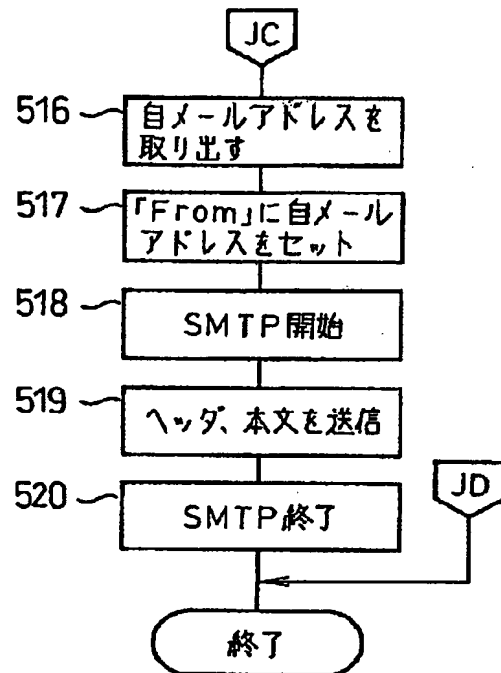 JC
516
自メールアドレスを
取り出す
517
「From」に自メール
アドレスをセット
518
SMTP開始
519
ヘッダ、本文を送信
520
SMTP終了
JD
終了